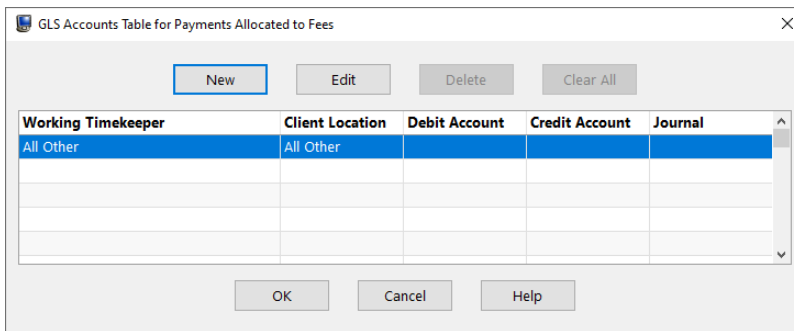 GLS Accounts Table for Payments Allocated to Fees
New Edit Delete Clear All
Working Timekeeper Client Location Debit Account Credit Account Journal
All Other All Other
OK Cancel Help